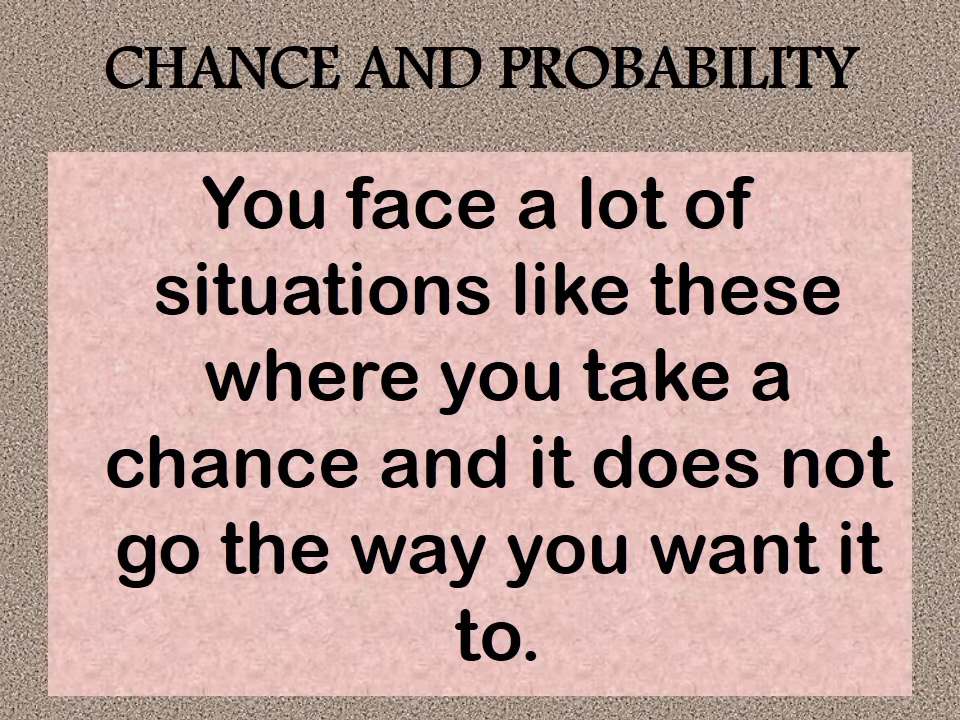 CHANCE AND PROBABILITY
You face a lot of
situations like these
where you take a
chance and it does not
go the way you want it
to.